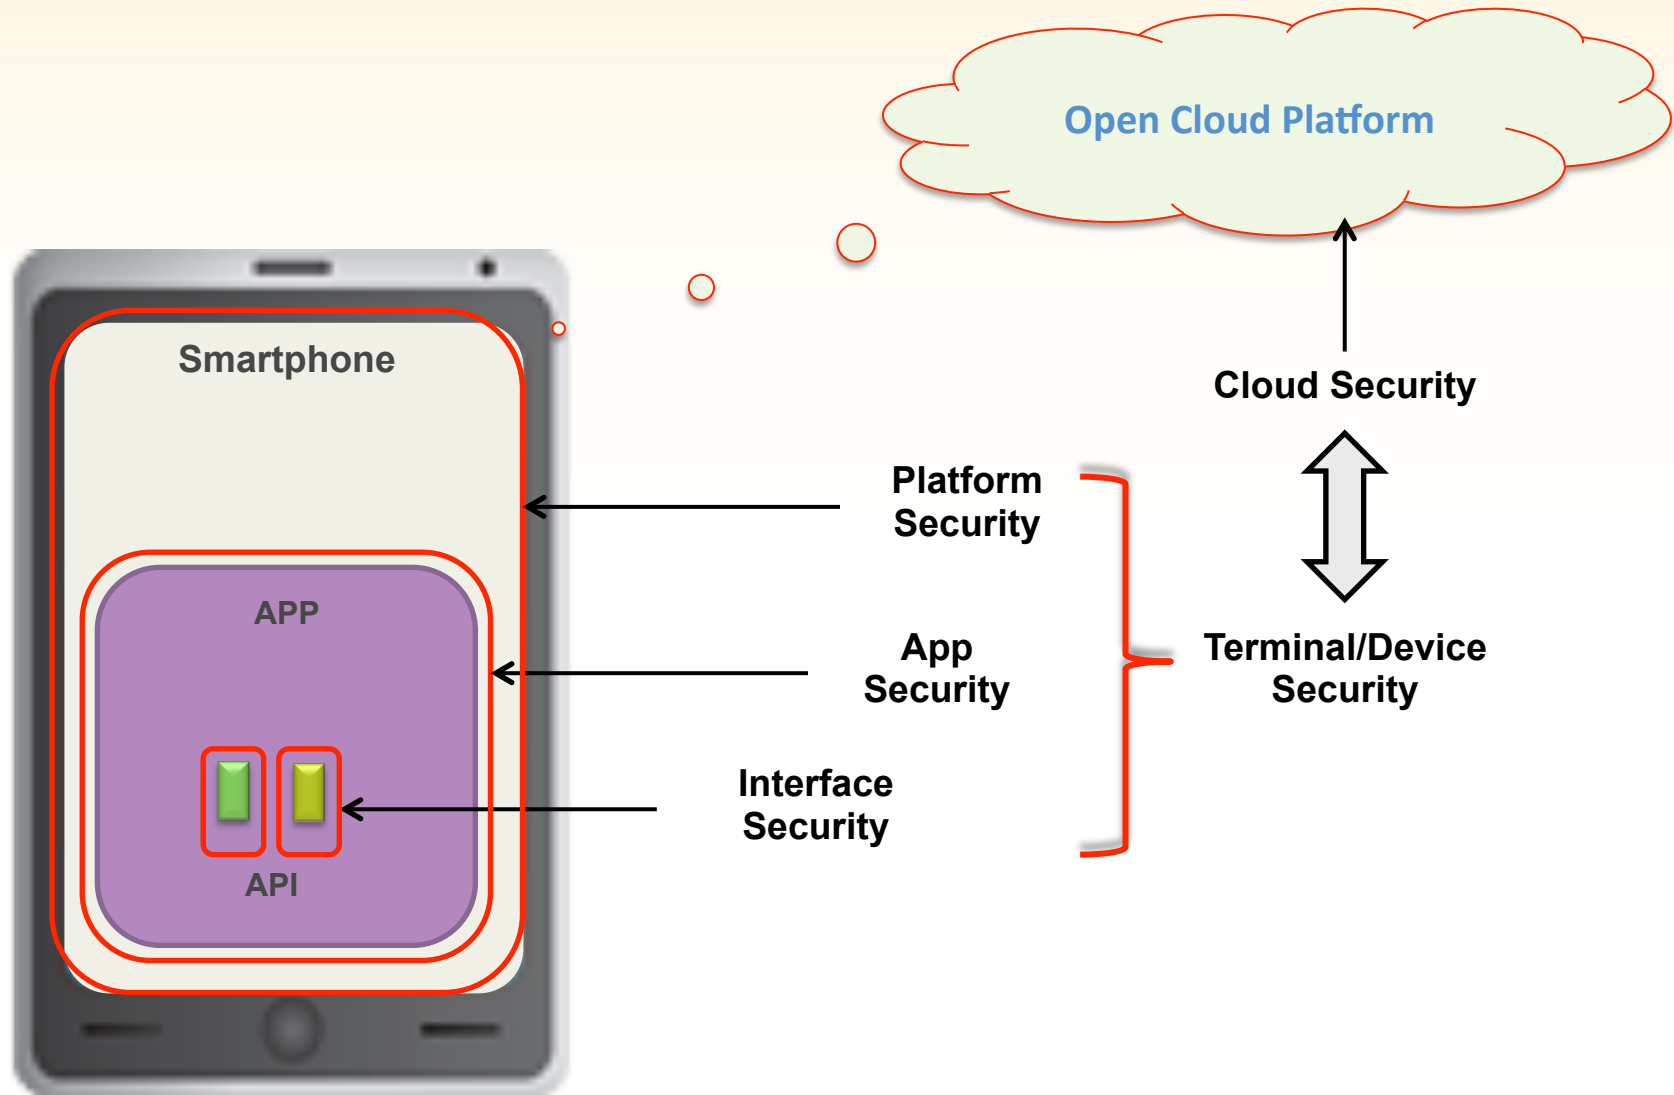 Open Cloud Platform
Smartphone
Cloud Security
Platform
Security
APP
App
Security
Terminal/Device
Security
Interface
Security
API